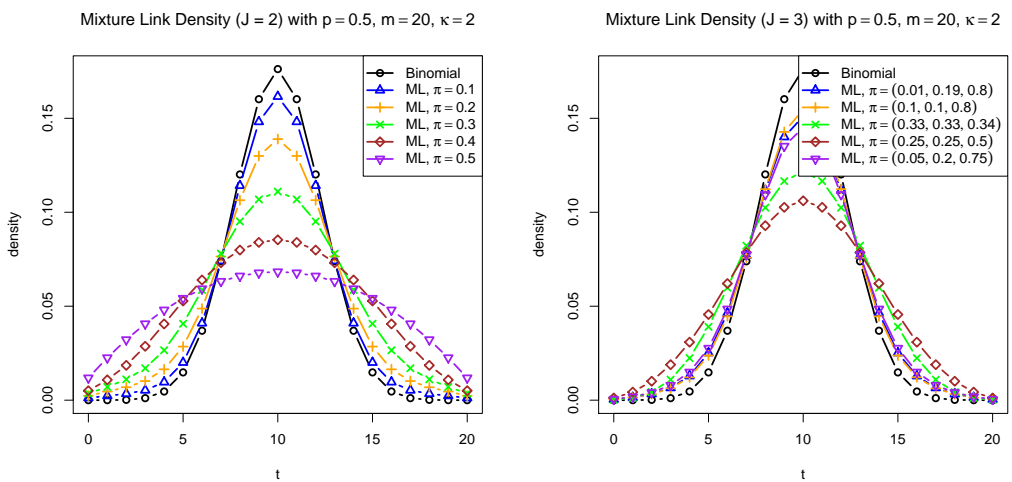 Mixture Link Density (J = 2) with p = 0.5, m = 20, κ = 2
density
0.00
0.05
0.10
0.15
0
5
10
15
20
t
Binomial
ML, π = 0.1
ML, π = 0.2
ML, π = 0.3
ML, π = 0.4
ML, π = 0.5
Mixture Link Density (J = 3) with p = 0.5, m = 20, κ = 2
density
0.00
0.05
0.10
0.15
0
5
10
15
20
t
Binomial
ML, π = (0.01, 0.19, 0.8)
ML, π = (0.1, 0.1, 0.8)
ML, π = (0.33, 0.33, 0.34)
ML, π = (0.25, 0.25, 0.5)
ML, π = (0.05, 0.2, 0.75)